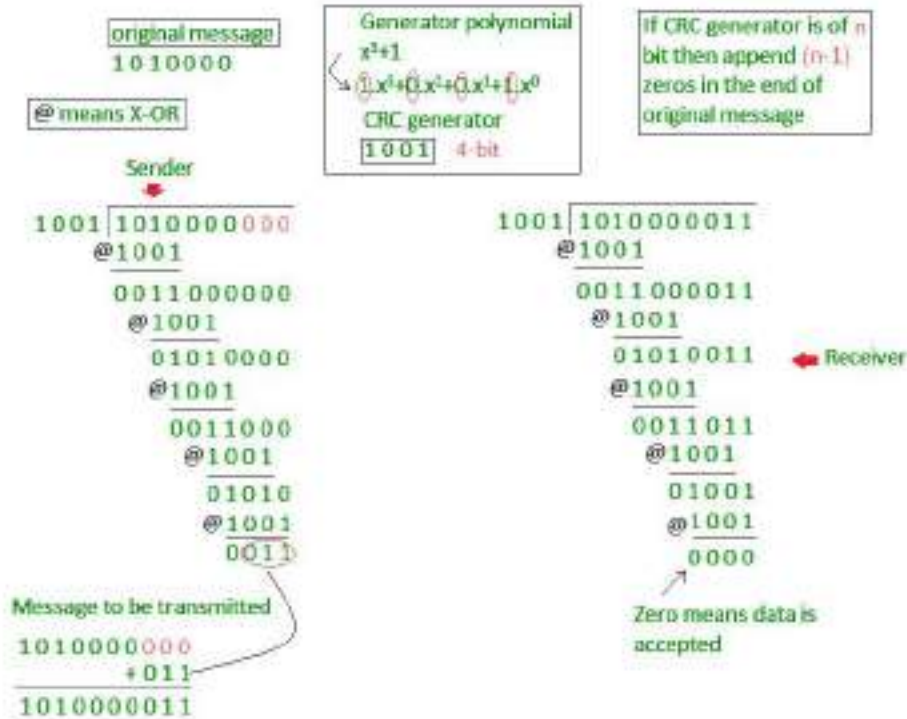 original message
1010000
@ means X-OR
Generator polynomial
x³+1
1.x³+0.x²+0.x¹+1.x⁰
CRC generator
1001 4-bit
If CRC generator is of n
bit then append (n-1)
zeros in the end of
original message
Sender
1001 1010000000
@1001
0011000000
@1001
01010000
@1001
0011000
@1001
01010
@1001
0011
Message to be transmitted
1010000000
+011
1010000011
1001 1010000011
@1001
0011000011
@1001
01010011
@1001
0011011
@1001
01001
@1001
0000
Receiver
Zero means data is
accepted